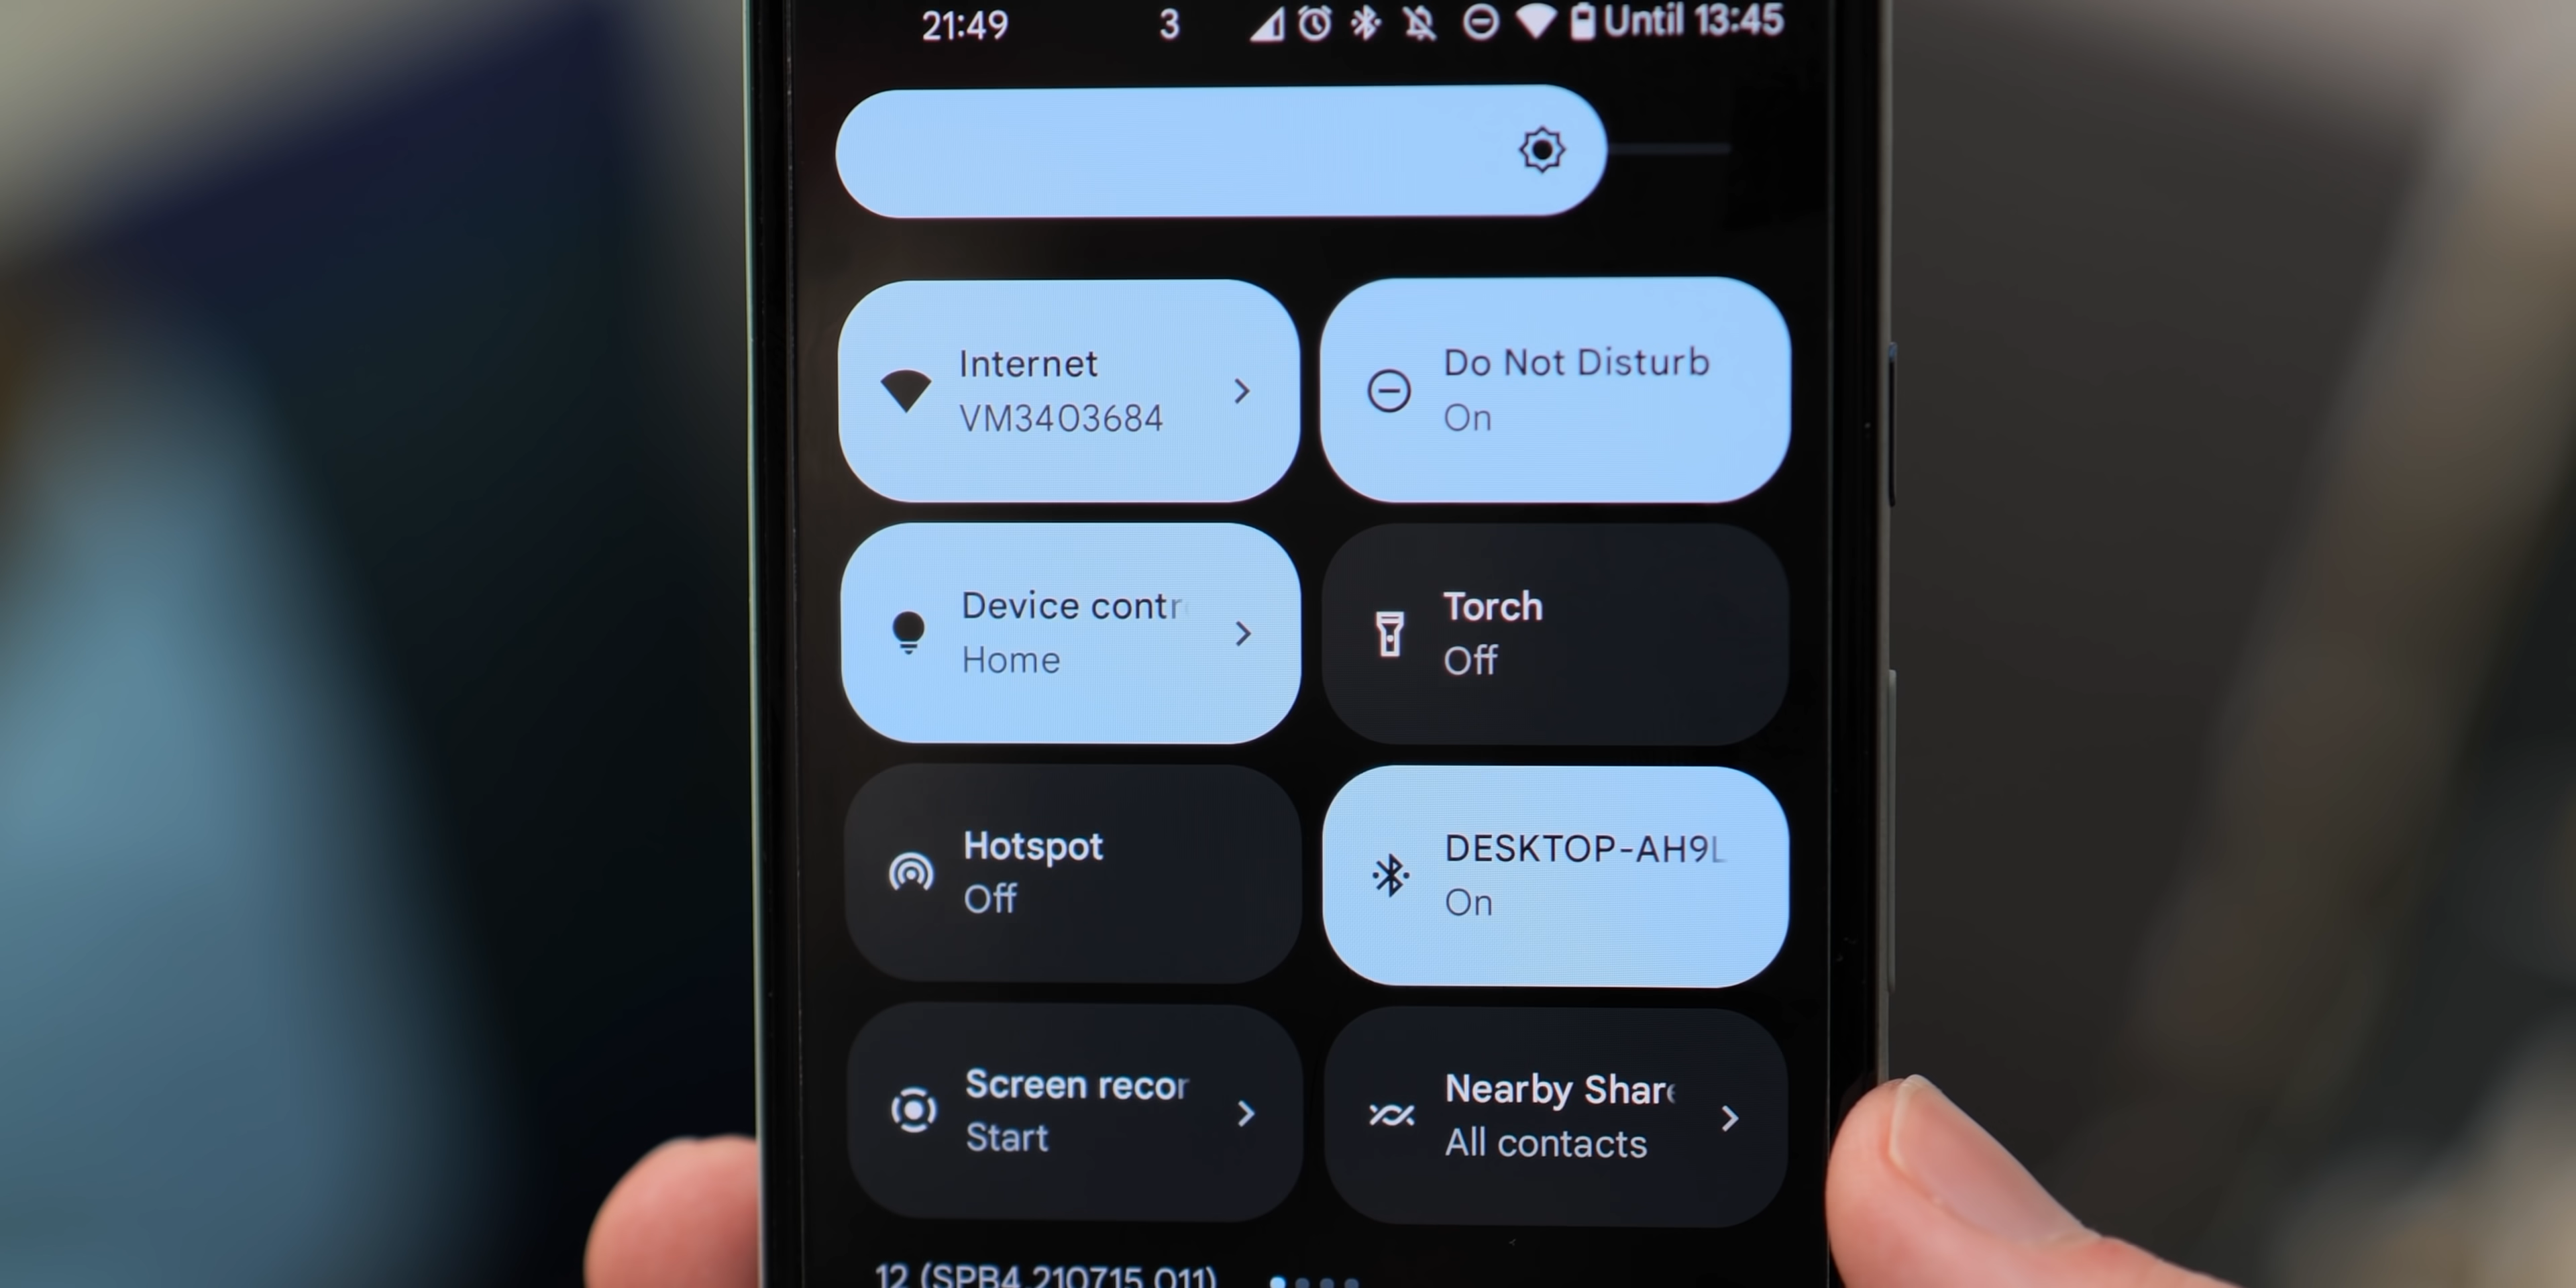 21:49 3 Until 13:45
Internet
VM3403684
Do Not Disturb
On
Device contr
Home
Torch
Off
Hotspot
Off
DESKTOP-AH9L
On
Screen recor
Start
Nearby Share
All contacts
12 (SPB4.210715.011)